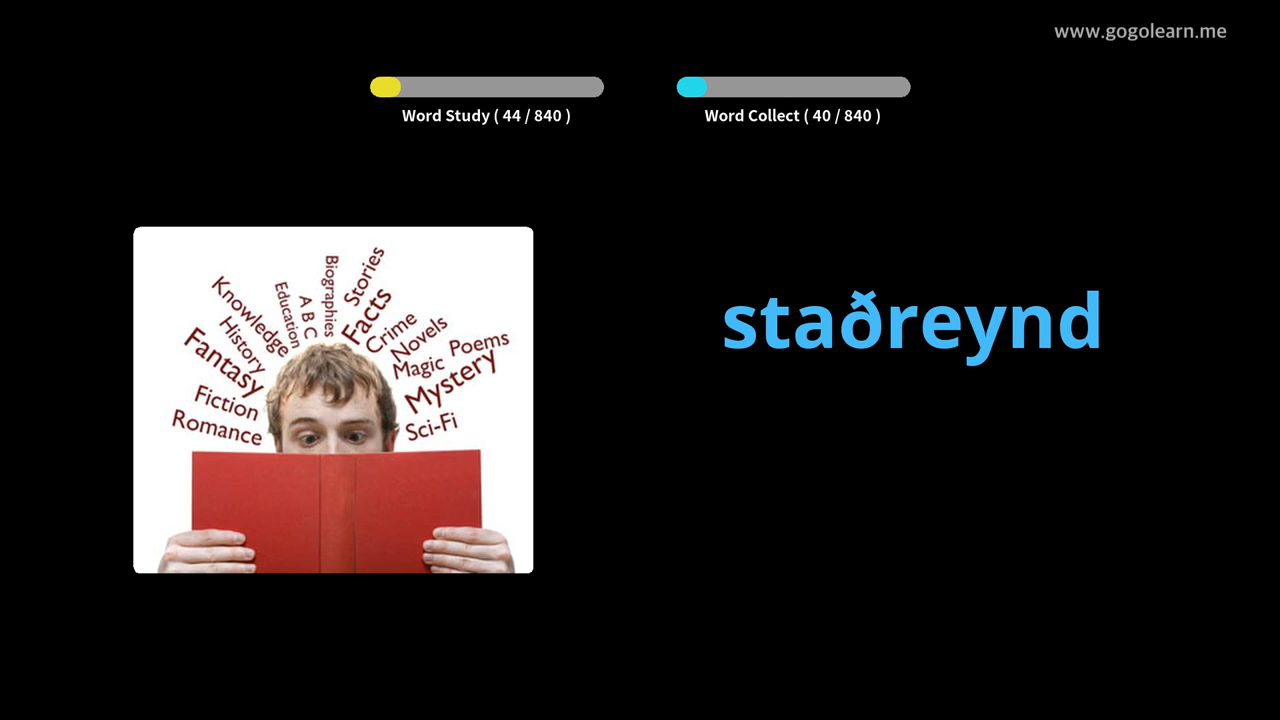 www.gogolearn.me
Word Study ( 44 / 840 )
Word Collect ( 40 / 840 )
staðreynd
Stories
Biographies
Facts
A B C
Education
Knowledge
History
Crime
Novels
Poems
Magic
Fantasy
Mystery
Fiction
Romance
Sci-Fi